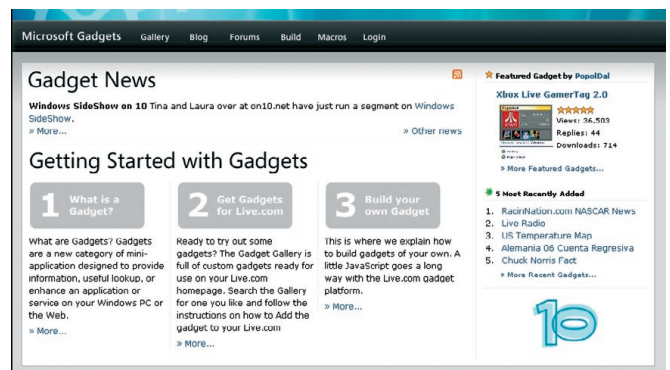 Microsoft Gadgets Gallery Blog Forums Build Macros Login
Gadget News
Windows SideShow on 10 Tina and Laura over at on10.net have just run a segment on Windows
SideShow.
» More...
» Other news
Getting Started with Gadgets
1 What is a
Gadget?
What are Gadgets? Gadgets
are a new category of mini-
application designed to provide
information, useful lookup, or
enhance an application or
service on your Windows PC or
the Web.
» More...
2 Get Gadgets
for Live.com
Ready to try out some
gadgets? The Gadget Gallery is
full of custom gadgets ready for
use on your Live.com
homepage. Search the Gallery
for one you like and follow the
instructions on how to Add the
gadget to your Live.com
» More...
3 Build your
own Gadget
This is where we explain how
to build gadgets of your own. A
little JavaScript goes a long
way with the Live.com gadget
platform.
» More...
Featured Gadget by PopolDal
Xbux Live GamerTag 2.0
Views: 36,503
Replies: 44
Downloads: 714
» More Featured Gadgets...
5 Most Recently Added
1. RacinNation.com NASCAR News
2. Live Radio
3. US Temperature Map
4. Alemania 06 Cuenta Regresiva
5. Chuck Norris Fact
» More Recent Gadgets...
10